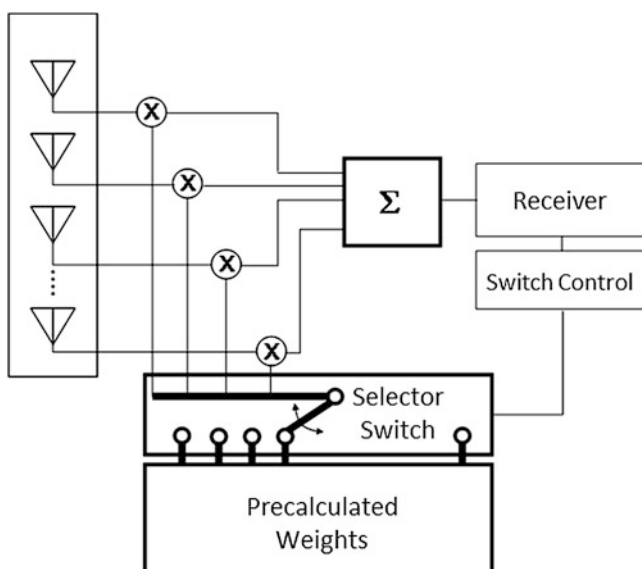 X
X
X
X
Σ
Receiver
Switch Control
Selector
Switch
Precalculated
Weights